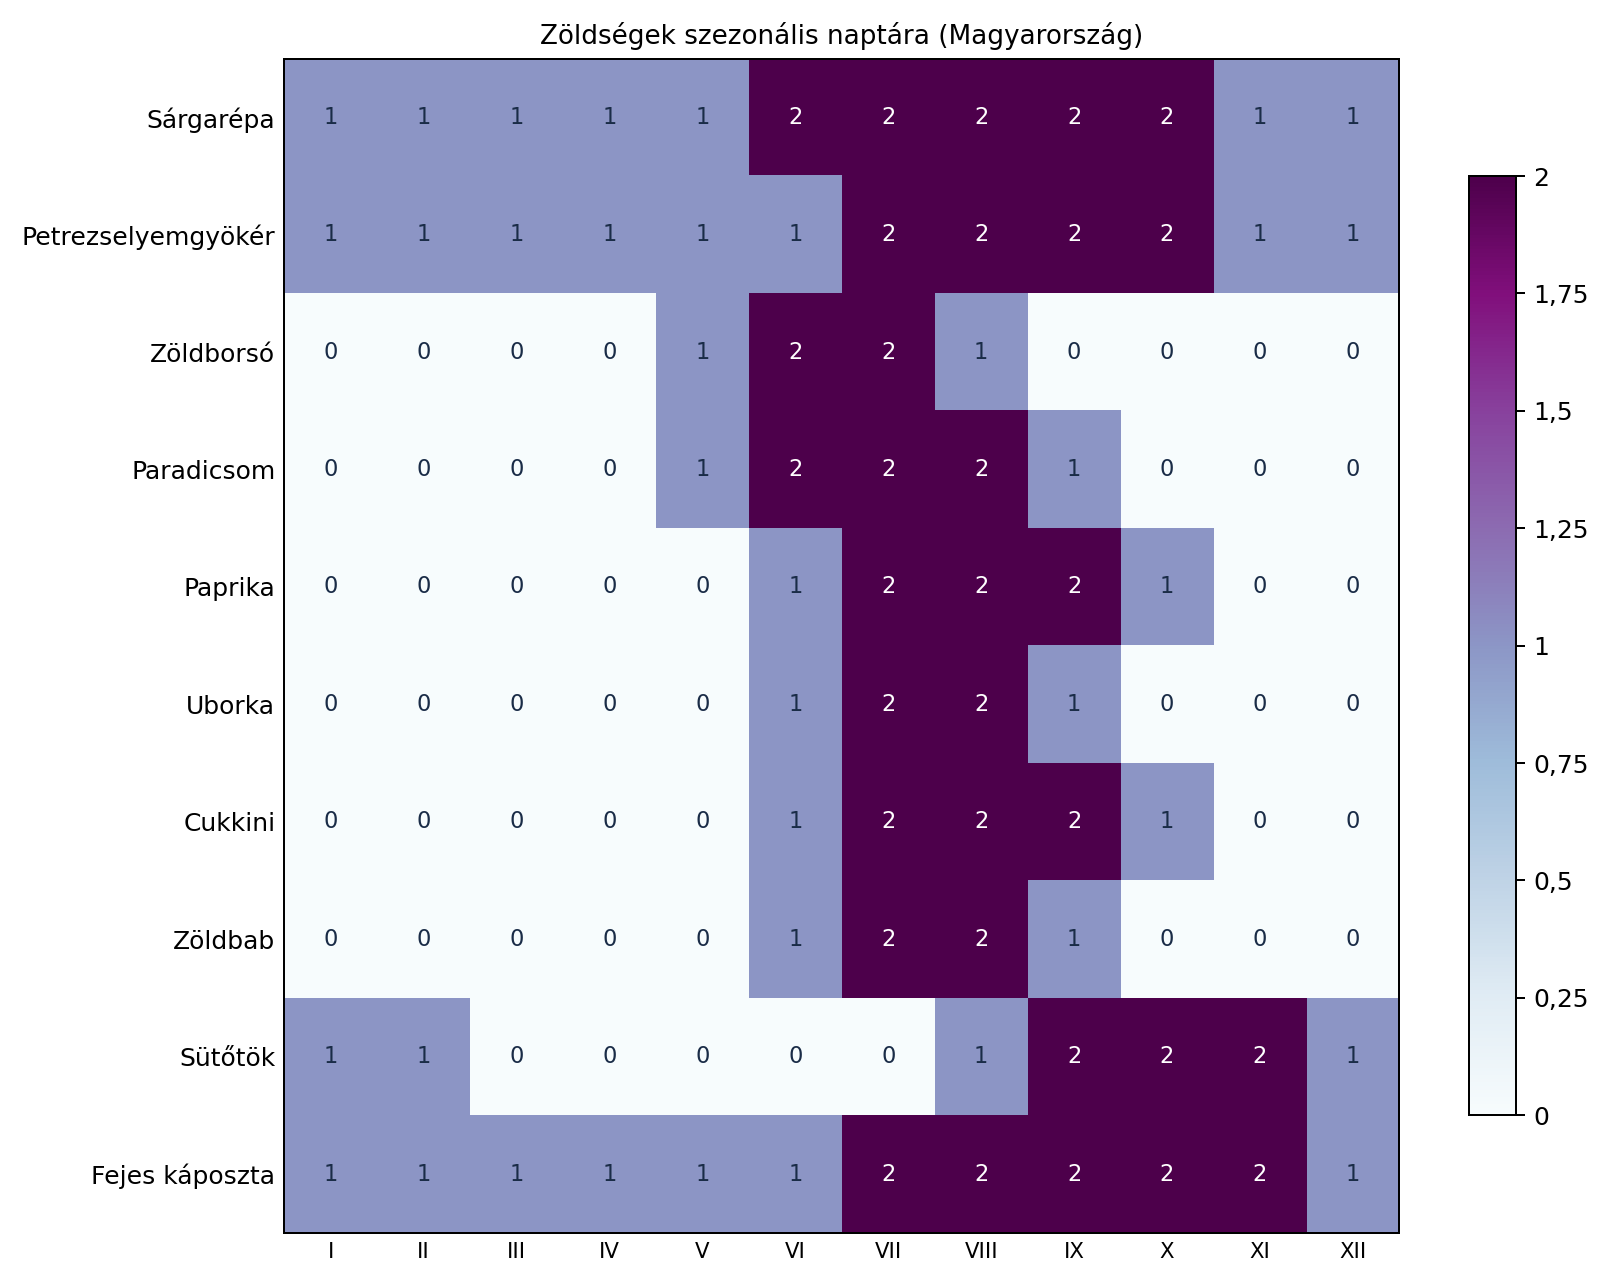 Zöldségek szezonális naptára (Magyarország)
Sárgarépa 1 1 1 1 1 2 2 2 2 2 1 1
Petrezselyemgyökér 1 1 1 1 1 1 2 2 2 2 1 1
Zöldborsó 0 0 0 0 1 2 2 1 0 0 0 0
Paradicsom 0 0 0 0 1 2 2 2 1 0 0 0
Paprika 0 0 0 0 0 1 2 2 2 1 0 0
Uborka 0 0 0 0 0 1 2 2 1 0 0 0
Cukkini 0 0 0 0 0 1 2 2 2 1 0 0
Zöldbab 0 0 0 0 0 1 2 2 1 0 0 0
Sütőtök 1 1 0 0 0 0 0 1 2 2 2 1
Fejes káposzta 1 1 1 1 1 1 2 2 2 2 2 1
I II III IV V VI VII VIII IX X XI XII
2
1,75
1,5
1,25
1
0,75
0,5
0,25
0